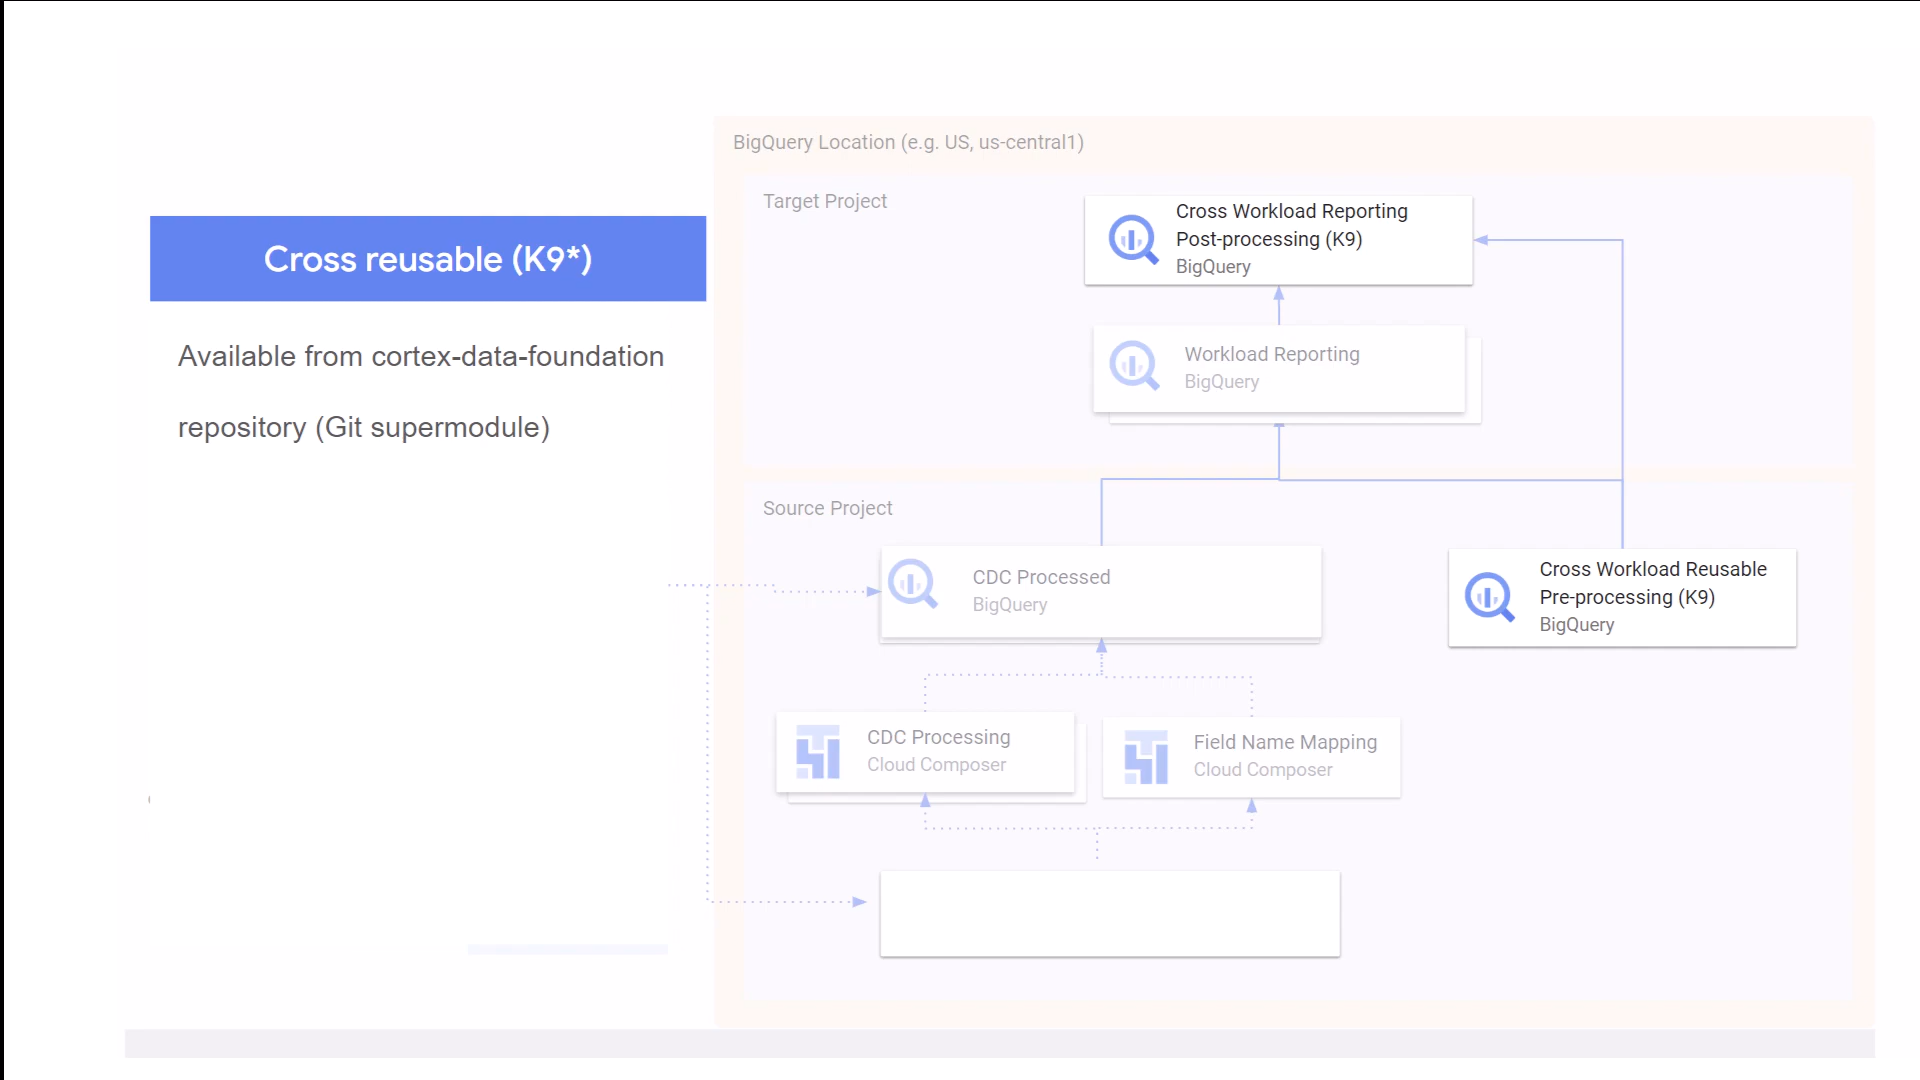 Cross reusable (K9*)
Available from cortex-data-foundation
repository (Git supermodule)
BigQuery Location (e.g. US, us-central1)
Target Project
Cross Workload Reporting
Post-processing (K9)
BigQuery
Workload Reporting
BigQuery
Source Project
CDC Processed
BigQuery
Cross Workload Reusable
Pre-processing (K9)
BigQuery
CDC Processing
Cloud Composer
Field Name Mapping
Cloud Composer